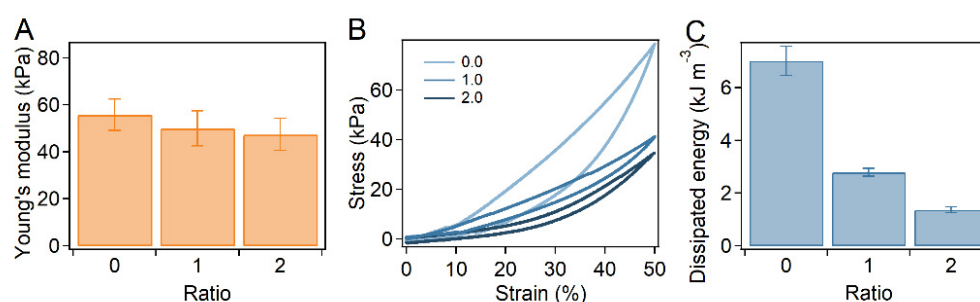 A
Young's modulus (kPa)
80
60
40
20
0
0 1 2
Ratio
B
Stress (kPa)
60
40
20
0
0.0
1.0
2.0
0 10 20 30 40 50
Strain (%)
C
Dissipated energy (kJ m⁻³)
6
4
2
0
0 1 2
Ratio